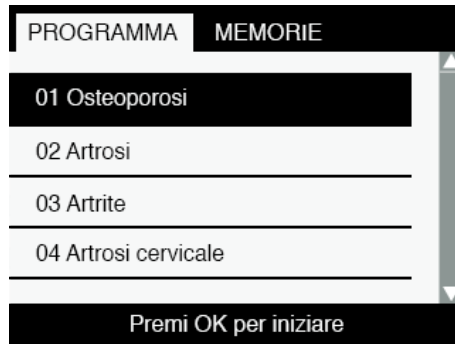 PROGRAMMA MEMORIE
01 Osteoporosi
02 Artrosi
03 Artrite
04 Artrosi cervicale
Premi OK per iniziare